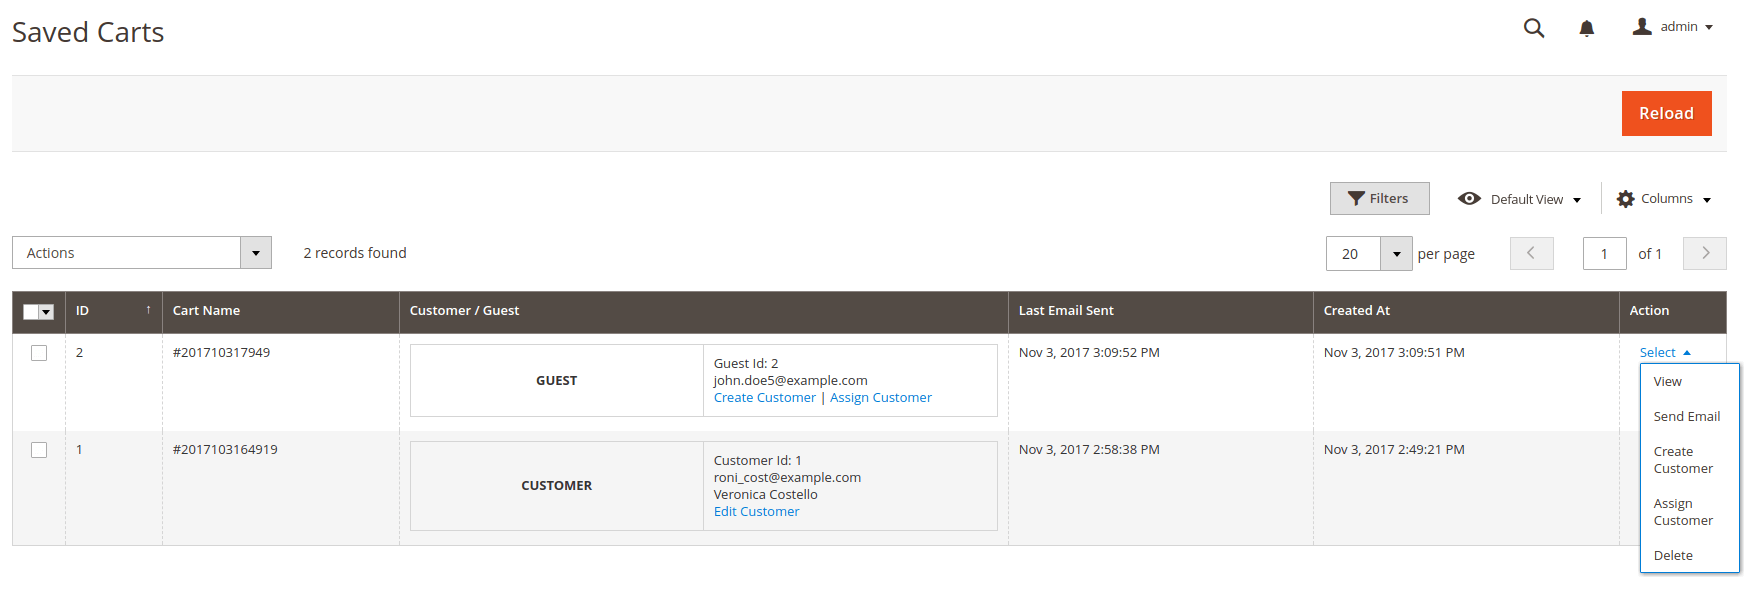 Saved Carts
admin
Reload
Filters
Default View
Columns
Actions
2 records found
20
per page
1
of 1
ID ↑
Cart Name
Customer / Guest
Last Email Sent
Created At
Action
2
#201710317949
GUEST
Guest Id: 2
john.doe5@example.com
Create Customer | Assign Customer
Nov 3, 2017 3:09:52 PM
Nov 3, 2017 3:09:51 PM
Select
View
Send Email
Create
Customer
Assign
Customer
Delete
1
#2017103164919
CUSTOMER
Customer Id: 1
roni_cost@example.com
Veronica Costello
Edit Customer
Nov 3, 2017 2:58:38 PM
Nov 3, 2017 2:49:21 PM